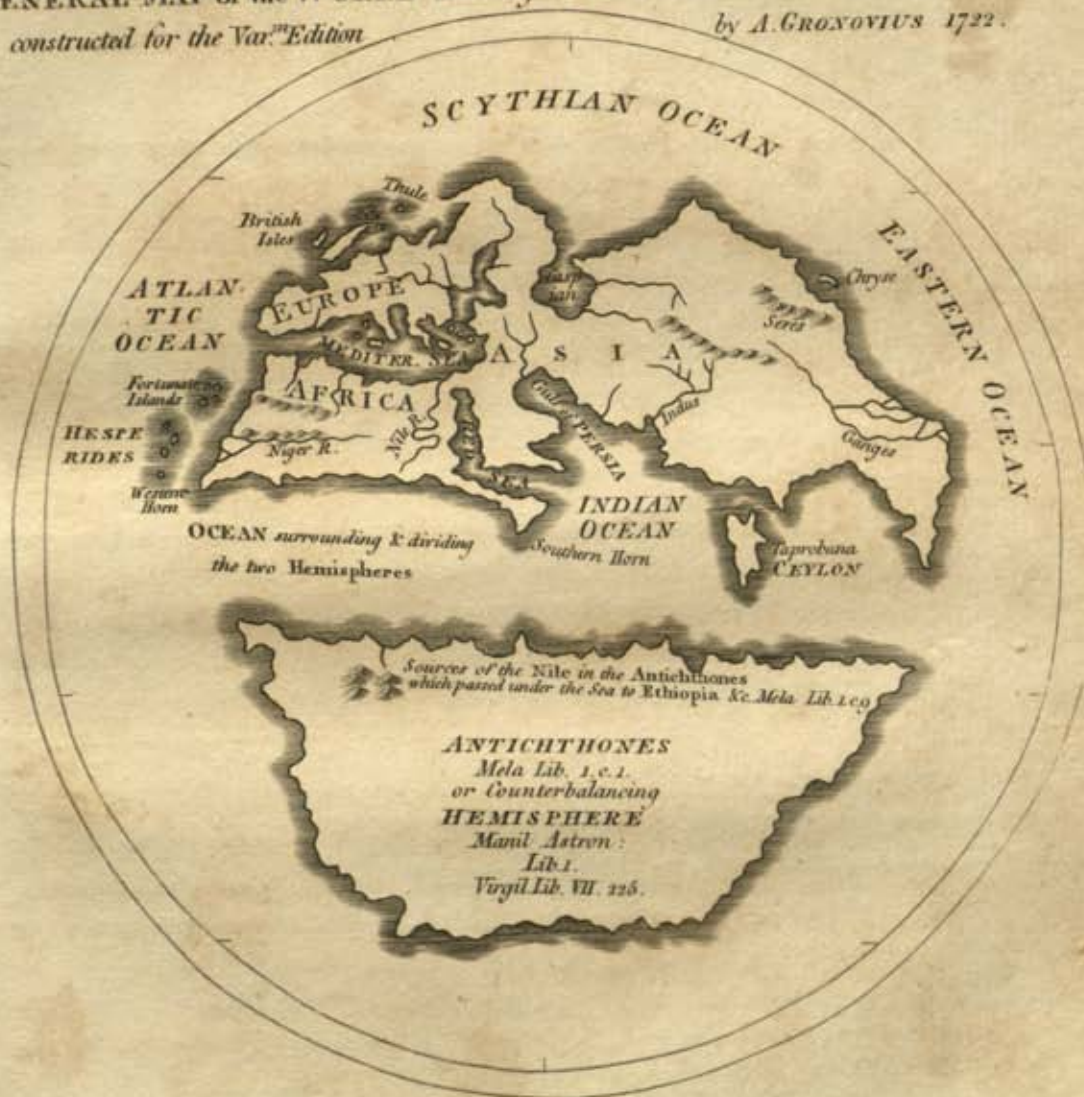 constructed for the Var.m Edition
by A. GRONOVIUS 1722.
SCYTHIAN OCEAN
Thule
British
Isles
EASTERN OCEAN
ATLAN
TIC
OCEAN
EUROPE
Casp
ian
Chryse
Seres
MEDITER. SEA
ASIA
Fortunate
Islands
AFRICA
Gulf of PERSIA
Indus
HESPE
RIDES
Niger R.
Nile R.
RED
SEA
Ganges
Western
Horn
INDIAN
OCEAN
OCEAN surrounding & dividing
the two Hemispheres
Southern Horn
Taprobana
CEYLON
Sources of the Nile in the Antichthones
which passed under the Sea to Ethiopia &c. Mela Lib. 1. c. 9
ANTICHTHONES
Mela Lib. 1. c. 1.
or Counterbalancing
HEMISPHERE
Manil Astron:
Lib. 1.
Virgil Lib. VII. 225.